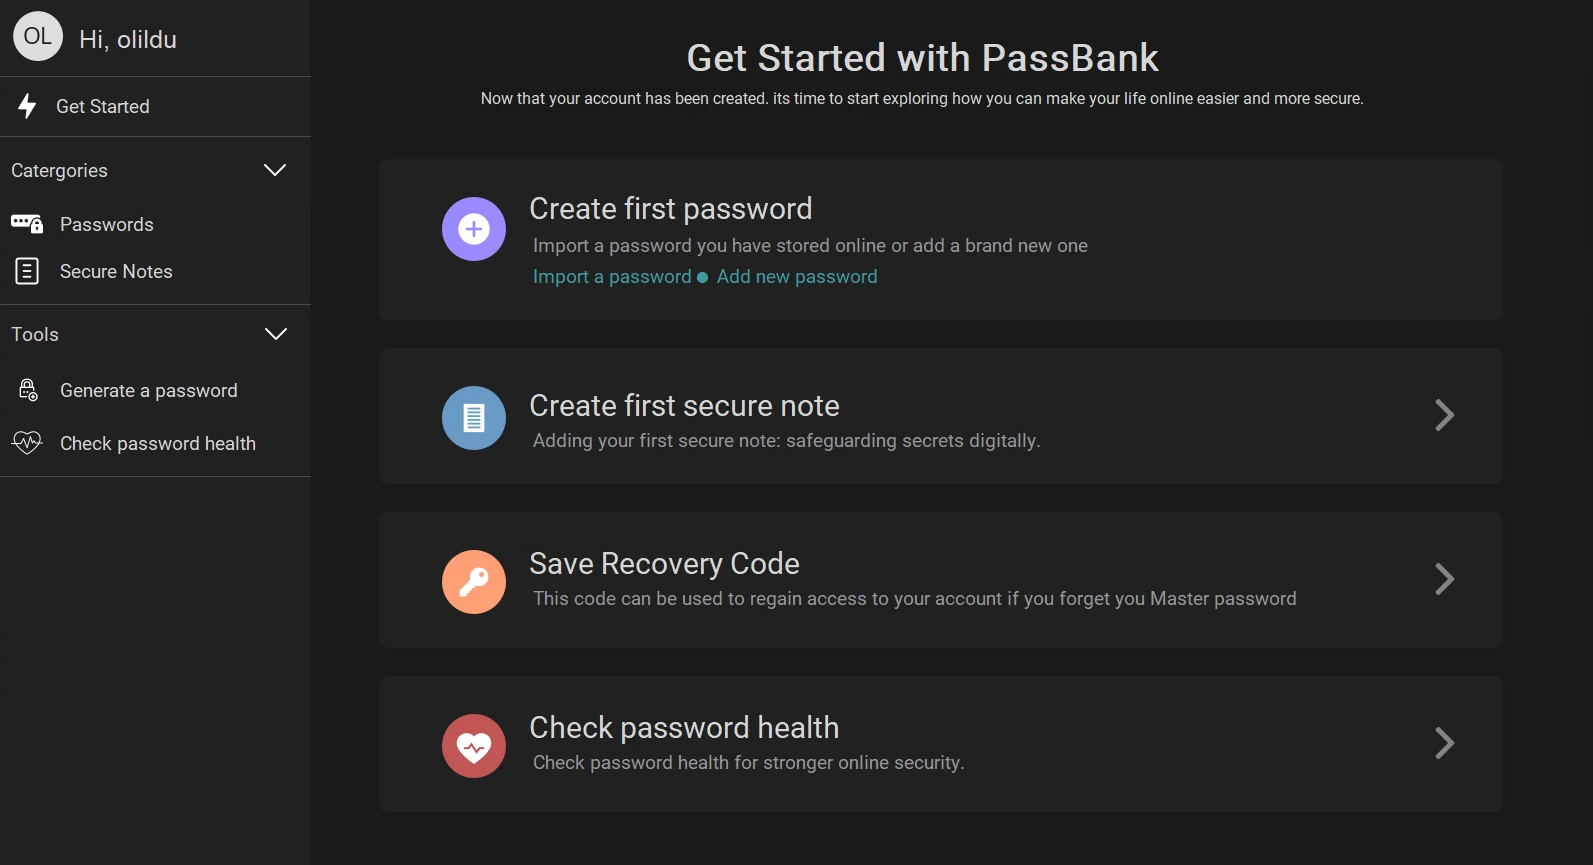 OL
Hi, olildu
Get Started
Catergories
Passwords
Secure Notes
Tools
Generate a password
Check password health
Get Started with PassBank
Now that your account has been created. its time to start exploring how you can make your life online easier and more secure.
Create first password
Import a password you have stored online or add a brand new one
Import a password ● Add new password
Create first secure note
Adding your first secure note: safeguarding secrets digitally.
Save Recovery Code
This code can be used to regain access to your account if you forget you Master password
Check password health
Check password health for stronger online security.